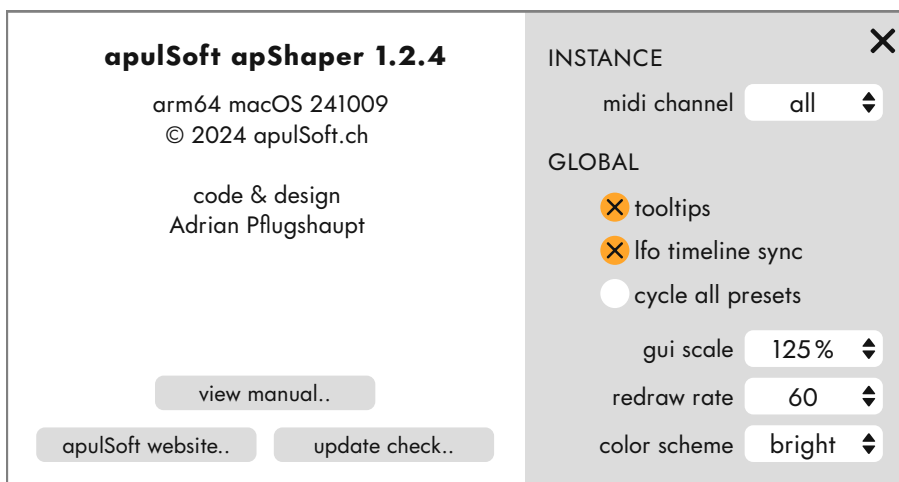 apulSoft apShaper 1.2.4
arm64 macOS 241009
© 2024 apulSoft.ch
code & design
Adrian Pflugshaupt
view manual..
apulSoft website..
update check..
INSTANCE
midi channel all
GLOBAL
tooltips
lfo timeline sync
cycle all presets
gui scale 125%
redraw rate 60
color scheme bright